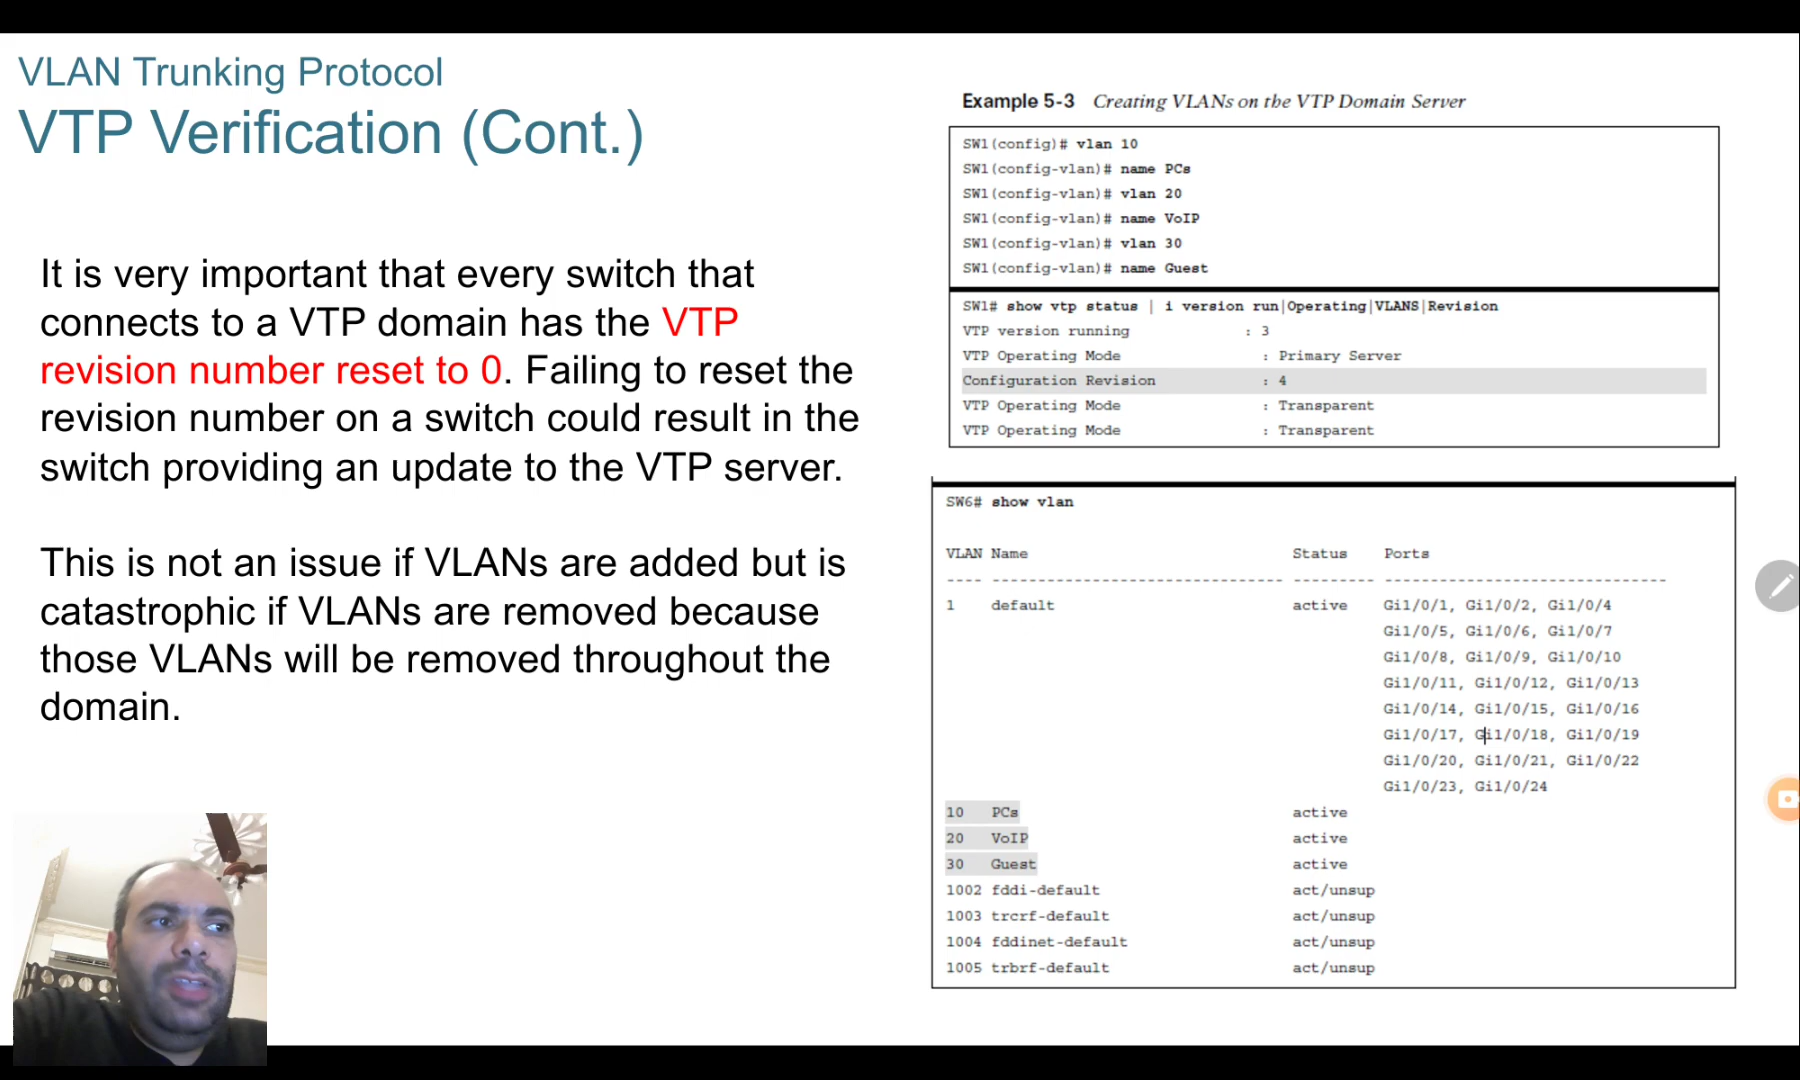 VLAN Trunking Protocol
VTP Verification (Cont.)
It is very important that every switch that
connects to a VTP domain has the VTP
revision number reset to 0. Failing to reset the
revision number on a switch could result in the
switch providing an update to the VTP server.
This is not an issue if VLANs are added but is
catastrophic if VLANs are removed because
those VLANs will be removed throughout the
domain.
Example 5-3 Creating VLANs on the VTP Domain Server
SW1(config)# vlan 10
SW1(config-vlan)# name PCs
SW1(config-vlan)# vlan 20
SW1(config-vlan)# name VoIP
SW1(config-vlan)# vlan 30
SW1(config-vlan)# name Guest
SW1# show vtp status | i version run|Operating|VLANS|Revision
VTP version running : 3
VTP Operating Mode : Primary Server
Configuration Revision : 4
VTP Operating Mode : Transparent
VTP Operating Mode : Transparent
SW6# show vlan
VLAN Name Status Ports
---- -------------------------------- --------- -------------------------------
1 default active Gi1/0/1, Gi1/0/2, Gi1/0/4
Gi1/0/5, Gi1/0/6, Gi1/0/7
Gi1/0/8, Gi1/0/9, Gi1/0/10
Gi1/0/11, Gi1/0/12, Gi1/0/13
Gi1/0/14, Gi1/0/15, Gi1/0/16
Gi1/0/17, Gi1/0/18, Gi1/0/19
Gi1/0/20, Gi1/0/21, Gi1/0/22
Gi1/0/23, Gi1/0/24
10 PCs active
20 VoIP active
30 Guest active
1002 fddi-default act/unsup
1003 trcrf-default act/unsup
1004 fddinet-default act/unsup
1005 trbrf-default act/unsup